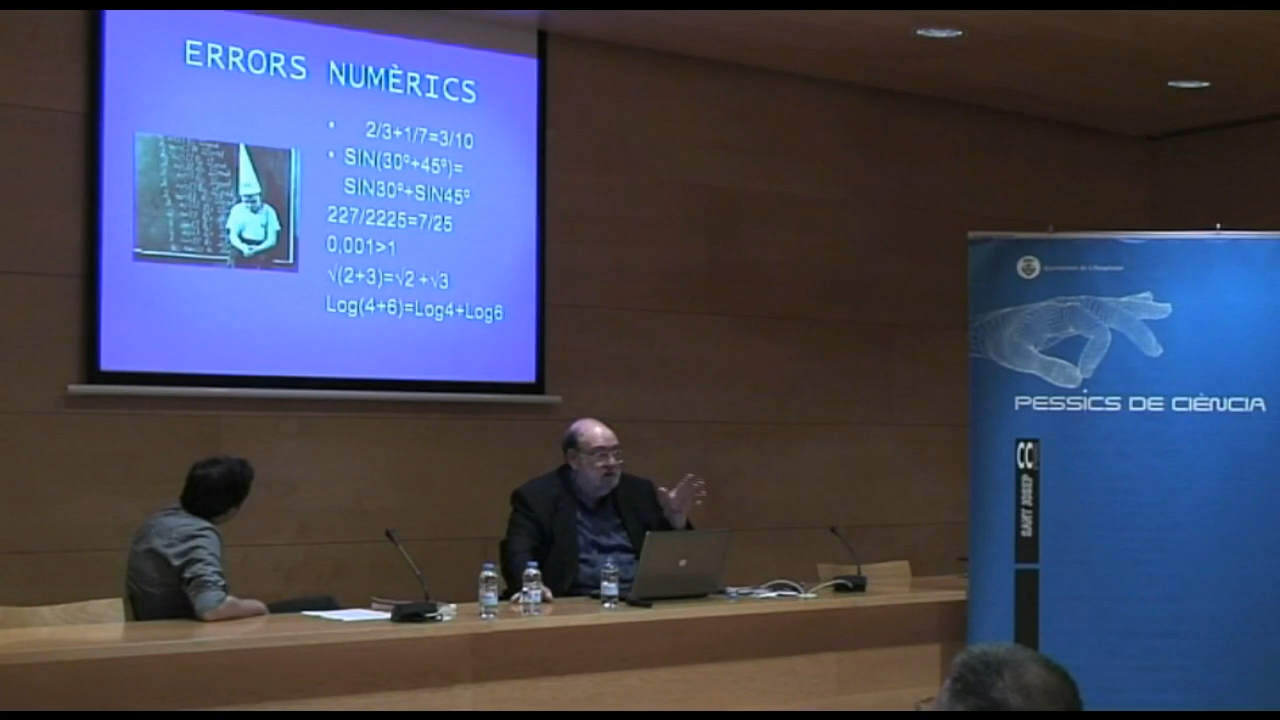 ERRORS NUMÈRICS
• 2/3+1/7=3/10
• SIN(30º+45º)=
SIN30º+SIN45º
227/2225=7/25
0,001>1
√(2+3)=√2+√3
Log(4+6)=Log4+Log6
PESSICS DE CIÈNCIA
CC
SANT JOSEP